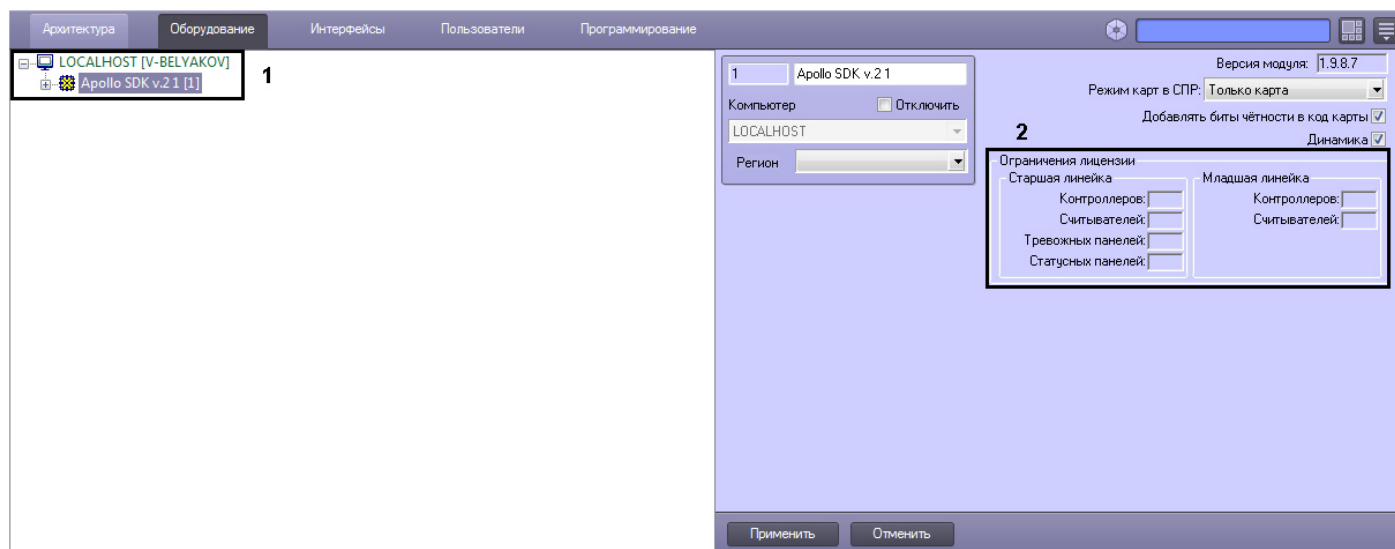 Архитектура Оборудование Интерфейсы Пользователи Программирование
LOCALHOST [V-BELYAKOV]
Apollo SDK v.2 1 [1]
1
1 Apollo SDK v.2 1
Компьютер Отключить
LOCALHOST
Регион
Версия модуля: 1.9.8.7
Режим карт в СПР: Только карта
Добавлять биты чётности в код карты
Динамика
2
Ограничения лицензии
Старшая линейка Младшая линейка
Контроллеров: Контроллеров:
Считывателей: Считывателей:
Тревожных панелей:
Статусных панелей:
Применить Отменить